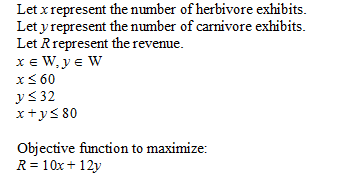 Let x represent the number of herbivore exhibits.
Let y represent the number of carnivore exhibits.
Let R represent the revenue.
x ∈ W, y ∈ W
x ≤ 60
y ≤ 32
x + y ≤ 80
Objective function to maximize:
R = 10x + 12y